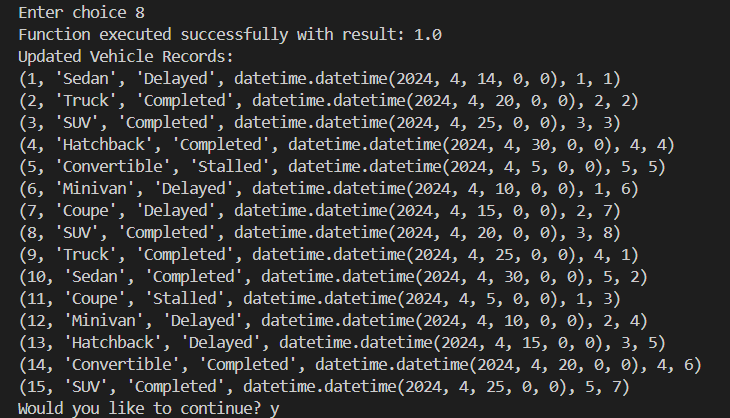 Enter choice 8
Function executed successfully with result: 1.0
Updated Vehicle Records:
(1, 'Sedan', 'Delayed', datetime.datetime(2024, 4, 14, 0, 0), 1, 1)
(2, 'Truck', 'Completed', datetime.datetime(2024, 4, 20, 0, 0), 2, 2)
(3, 'SUV', 'Completed', datetime.datetime(2024, 4, 25, 0, 0), 3, 3)
(4, 'Hatchback', 'Completed', datetime.datetime(2024, 4, 30, 0, 0), 4, 4)
(5, 'Convertible', 'Stalled', datetime.datetime(2024, 4, 5, 0, 0), 5, 5)
(6, 'Minivan', 'Delayed', datetime.datetime(2024, 4, 10, 0, 0), 1, 6)
(7, 'Coupe', 'Delayed', datetime.datetime(2024, 4, 15, 0, 0), 2, 7)
(8, 'SUV', 'Completed', datetime.datetime(2024, 4, 20, 0, 0), 3, 8)
(9, 'Truck', 'Completed', datetime.datetime(2024, 4, 25, 0, 0), 4, 1)
(10, 'Sedan', 'Completed', datetime.datetime(2024, 4, 30, 0, 0), 5, 2)
(11, 'Coupe', 'Stalled', datetime.datetime(2024, 4, 5, 0, 0), 1, 3)
(12, 'Minivan', 'Delayed', datetime.datetime(2024, 4, 10, 0, 0), 2, 4)
(13, 'Hatchback', 'Delayed', datetime.datetime(2024, 4, 15, 0, 0), 3, 5)
(14, 'Convertible', 'Completed', datetime.datetime(2024, 4, 20, 0, 0), 4, 6)
(15, 'SUV', 'Completed', datetime.datetime(2024, 4, 25, 0, 0), 5, 7)
Would you like to continue? y